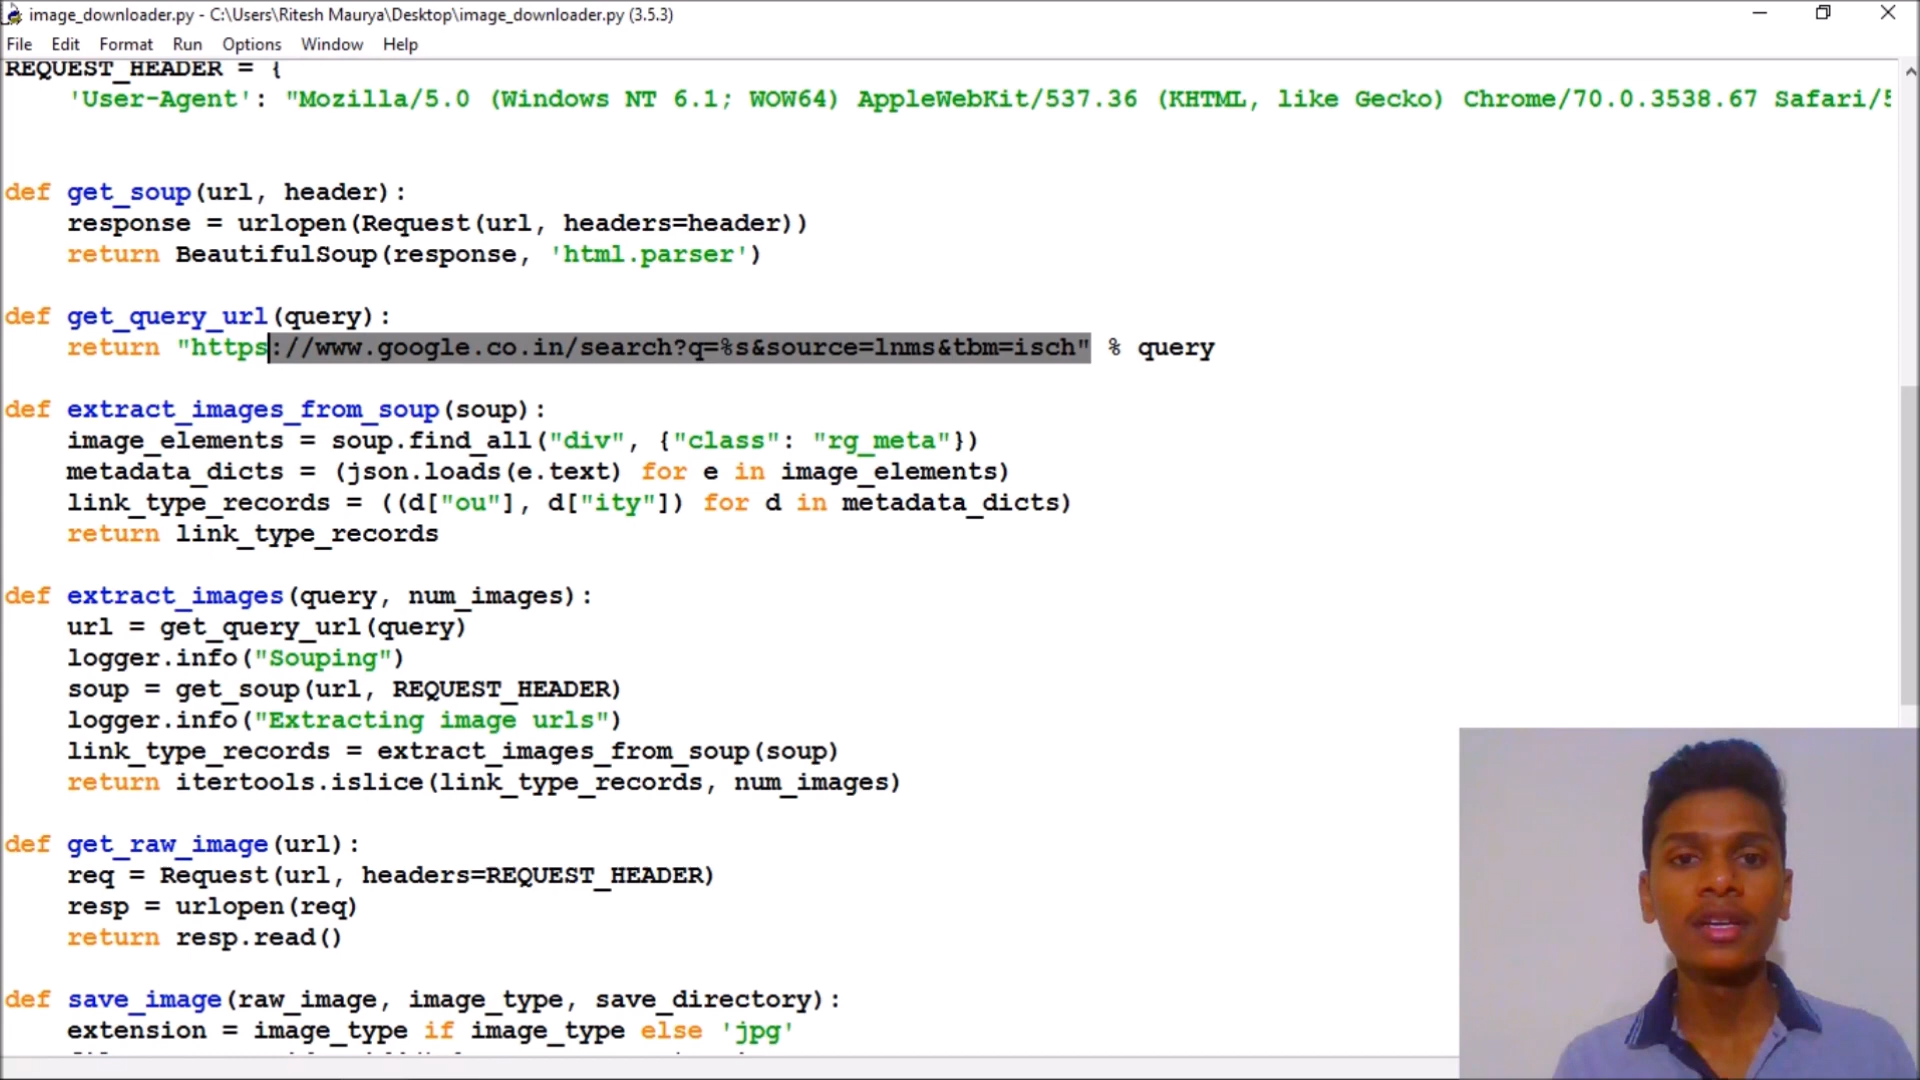 image_downloader.py - C:\Users\Ritesh Maurya\Desktop\image_downloader.py (3.5.3)
File Edit Format Run Options Window Help
REQUEST_HEADER = {
    'User-Agent': "Mozilla/5.0 (Windows NT 6.1; WOW64) AppleWebKit/537.36 (KHTML, like Gecko) Chrome/70.0.3538.67 Safari/5
def get_soup(url, header):
    response = urlopen(Request(url, headers=header))
    return BeautifulSoup(response, 'html.parser')
def get_query_url(query):
    return "https://www.google.co.in/search?q=%s&source=lnms&tbm=isch" % query
def extract_images_from_soup(soup):
    image_elements = soup.find_all("div", {"class": "rg_meta"})
    metadata_dicts = (json.loads(e.text) for e in image_elements)
    link_type_records = ((d["ou"], d["ity"]) for d in metadata_dicts)
    return link_type_records
def extract_images(query, num_images):
    url = get_query_url(query)
    logger.info("Souping")
    soup = get_soup(url, REQUEST_HEADER)
    logger.info("Extracting image urls")
    link_type_records = extract_images_from_soup(soup)
    return itertools.islice(link_type_records, num_images)
def get_raw_image(url):
    req = Request(url, headers=REQUEST_HEADER)
    resp = urlopen(req)
    return resp.read()
def save_image(raw_image, image_type, save_directory):
    extension = image_type if image_type else 'jpg'